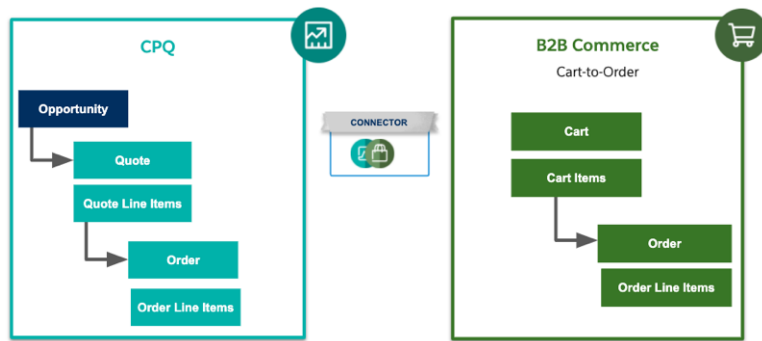 CPQ
Opportunity
Quote
Quote Line Items
Order
Order Line Items
CONNECTOR
B2B Commerce
Cart-to-Order
Cart
Cart Items
Order
Order Line Items